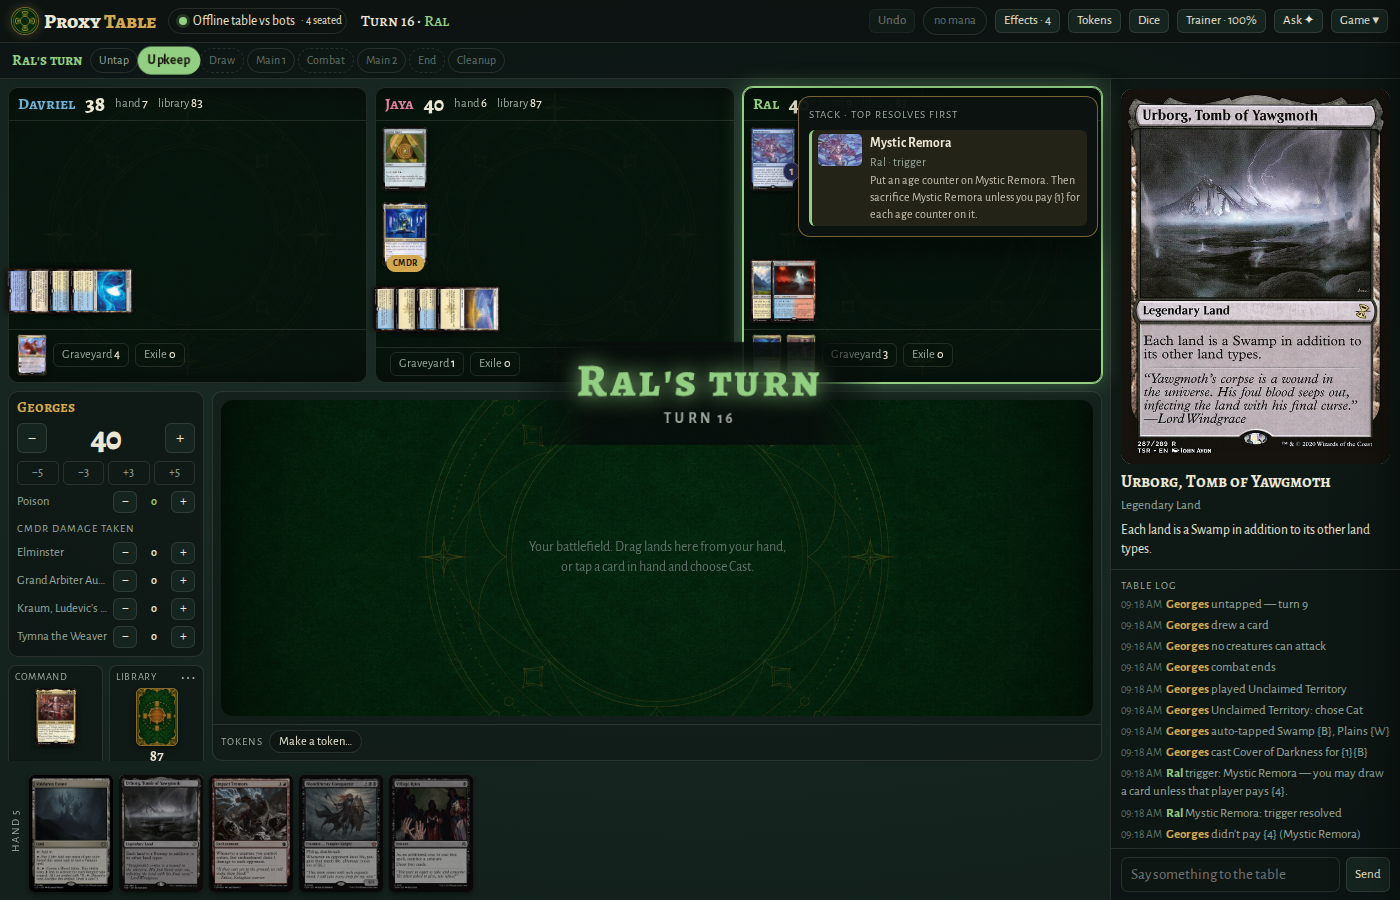 Proxy Table
Offline table vs bots · 4 seated
Turn 16 · Ral
Undo
no mana
Effects · 4
Tokens
Dice
Trainer · 100%
Ask ✦
Game ▾
Ral's turn
Untap
Upkeep
Draw
Main 1
Combat
Main 2
End
Cleanup
Davriel 38 hand 7 library 83
Graveyard 4
Exile 0
Jaya 40 hand 6 library 87
CMDR
Graveyard 1
Exile 0
Ral
STACK · TOP RESOLVES FIRST
Mystic Remora
Ral · trigger
Put an age counter on Mystic Remora. Then
sacrifice Mystic Remora unless you pay {1} for
each age counter on it.
1
Graveyard 3
Exile 0
Ral's turn
TURN 16
Georges
− 40 +
−5 −3 +3 +5
Poison − 0 +
CMDR DAMAGE TAKEN
Elminster − 0 +
Grand Arbiter Au... − 0 +
Kraum, Ludevic's ... − 0 +
Tymna the Weaver − 0 +
COMMAND
LIBRARY ...
87
Your battlefield. Drag lands here from your hand,
or tap a card in hand and choose Cast.
TOKENS
Make a token...
HAND 5
Urborg, Tomb of Yawgmoth
Legendary Land
Each land is a Swamp in addition to
its other land types.
"Yawgmoth's corpse is a wound in
the universe. His foul blood seeps out,
infecting the land with his final curse."
—Lord Windgrace
287/289 R
TSR • EN John Avon
™ & © 2020 Wizards of the Coast
Urborg, Tomb of Yawgmoth
Legendary Land
Each land is a Swamp in addition to its other land
types.
TABLE LOG
09:18 AM Georges untapped — turn 9
09:18 AM Georges drew a card
09:18 AM Georges no creatures can attack
09:18 AM Georges combat ends
09:18 AM Georges played Unclaimed Territory
09:18 AM Georges Unclaimed Territory: chose Cat
09:18 AM Georges auto-tapped Swamp {B}, Plains {W}
09:18 AM Georges cast Cover of Darkness for {1}{B}
09:18 AM Ral trigger: Mystic Remora — you may draw
a card unless that player pays {4}.
09:18 AM Ral Mystic Remora: trigger resolved
09:18 AM Georges didn't pay {4} (Mystic Remora)
Say something to the table
Send